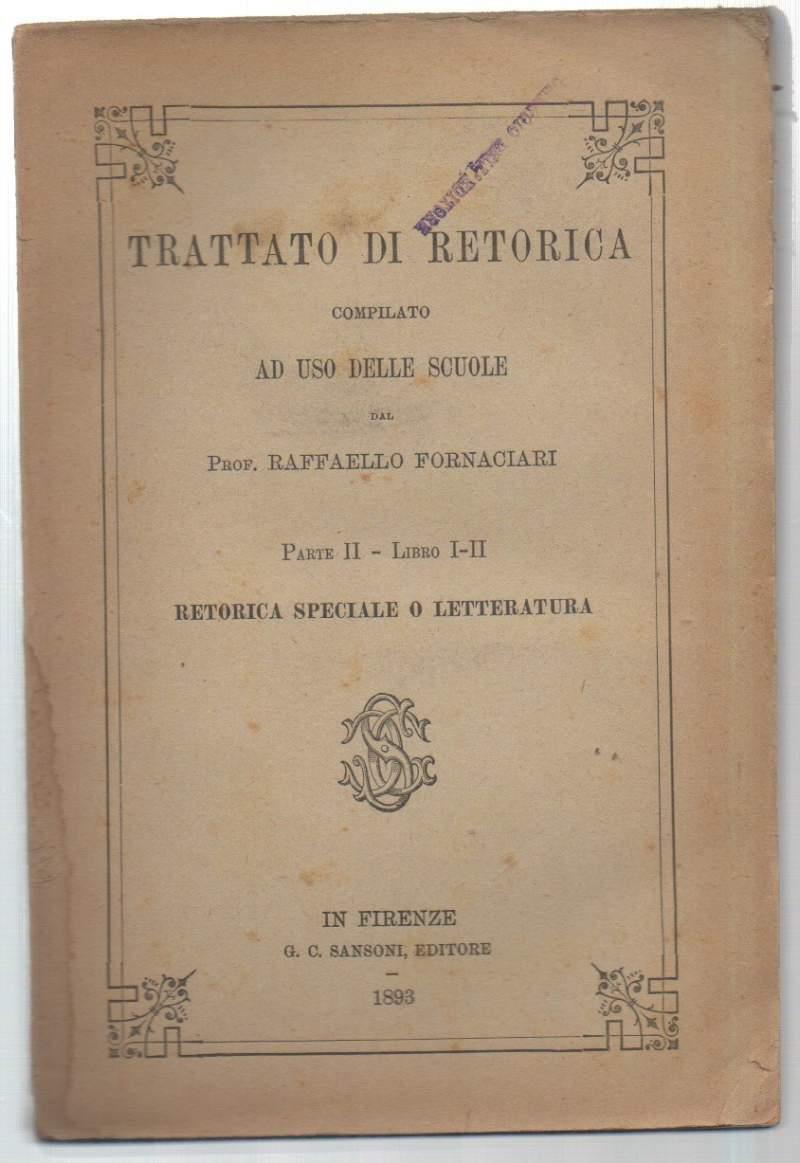 TRATTATO DI RETORICA
COMPILATO
AD USO DELLE SCUOLE
DAL
PROF. RAFFAELLO FORNACIARI
PARTE II - LIBRO I-II
RETORICA SPECIALE O LETTERATURA
IN FIRENZE
G. C. SANSONI, EDITORE
1893